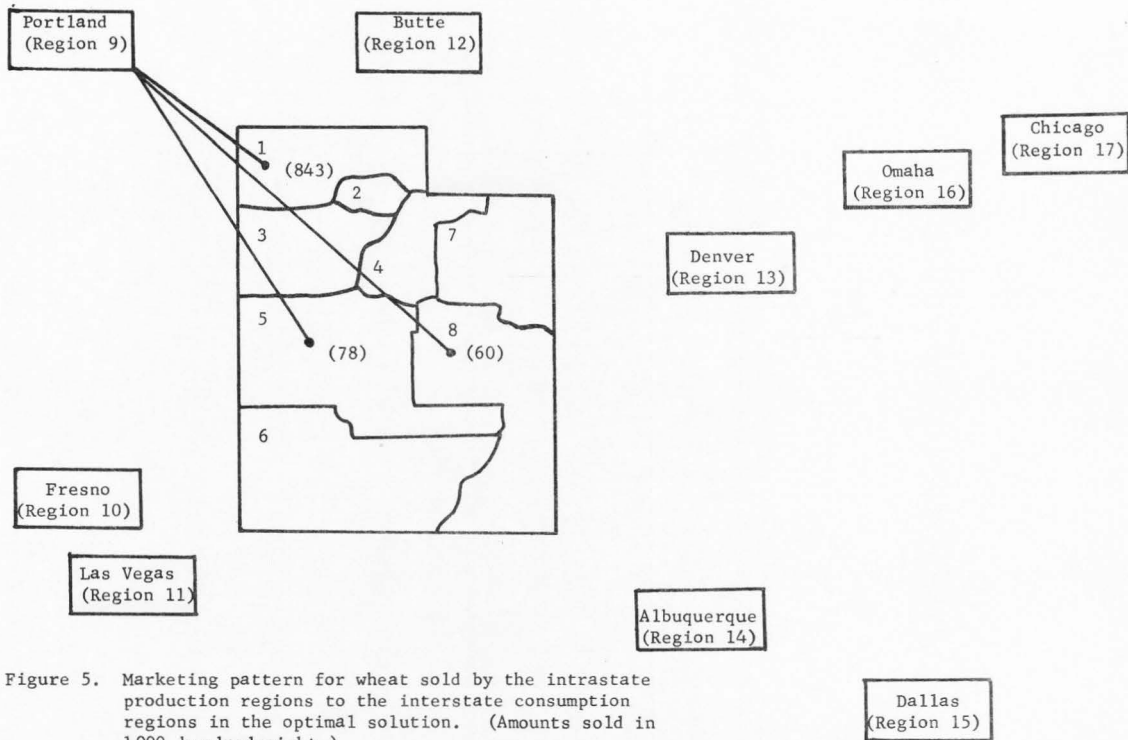 Portland
(Region 9)
Butte
(Region 12)
Chicago
(Region 17)
Omaha
(Region 16)
Denver
(Region 13)
1
(843)
2
3
7
4
5
8
(78)
(60)
6
Fresno
(Region 10)
Las Vegas
(Region 11)
Albuquerque
(Region 14)
Dallas
(Region 15)
Figure 5. Marketing pattern for wheat sold by the intrastate
production regions to the interstate consumption
regions in the optimal solution. (Amounts sold in